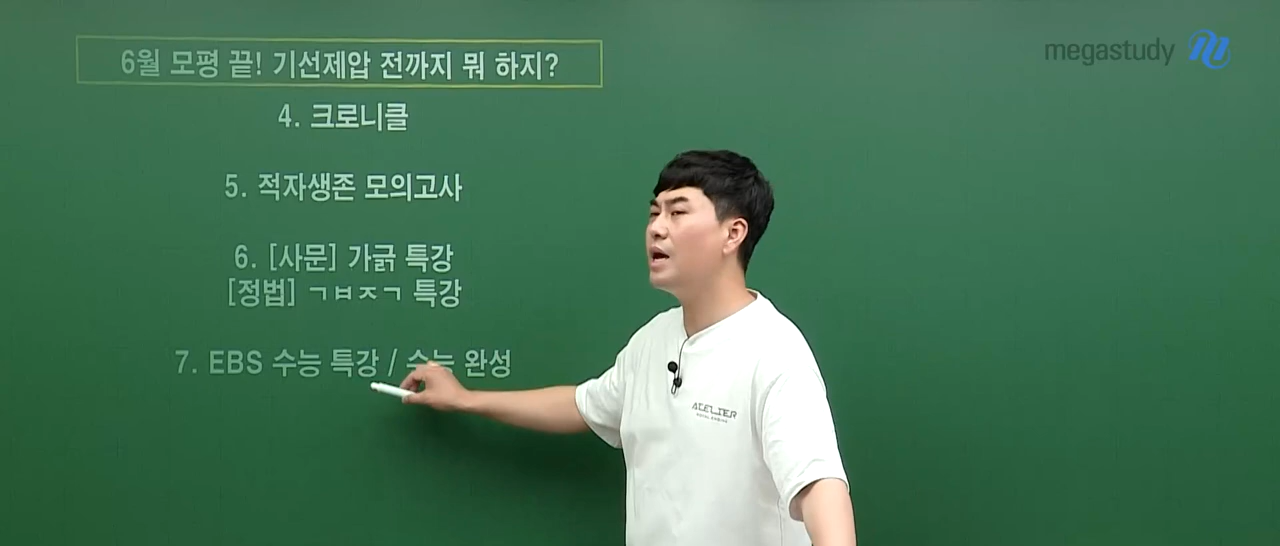 6월 모평 끝! 기선제압 전까지 뭐 하지?
megastudy
4. 크로니클
5. 적자생존 모의고사
6. [사문] 가굵 특강
[정법] ㄱㅂㅈㄱ 특강
7. EBS 수능 특강 / 수능 완성
ATELIER